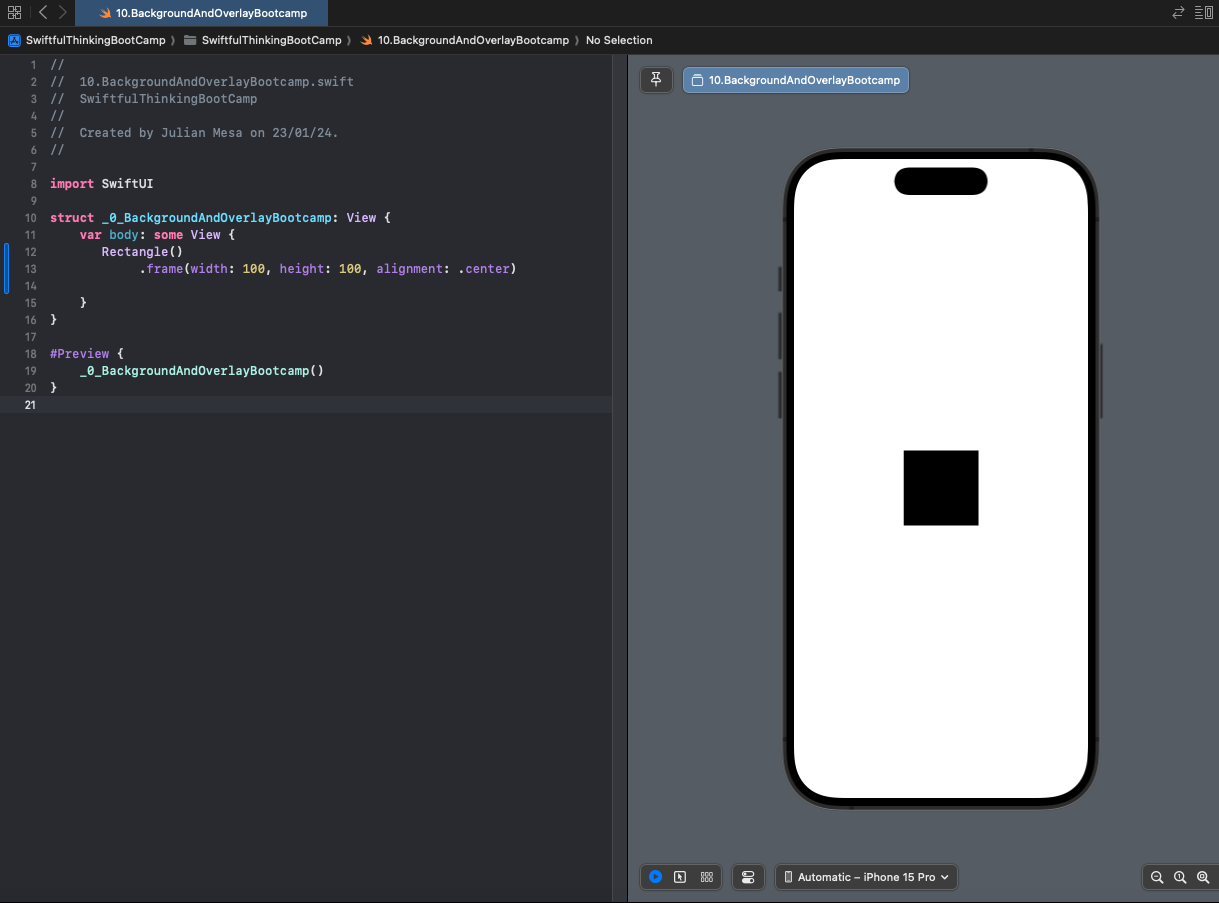 10.BackgroundAndOverlayBootcamp
SwiftfulThinkingBootCamp 〉 SwiftfulThinkingBootCamp 〉 10.BackgroundAndOverlayBootcamp 〉 No Selection
1 //
2 //  10.BackgroundAndOverlayBootcamp.swift
3 //  SwiftfulThinkingBootCamp
4 //
5 //  Created by Julian Mesa on 23/01/24.
6 //
7
8 import SwiftUI
9
10 struct _0_BackgroundAndOverlayBootcamp: View {
11     var body: some View {
12        Rectangle()
13             .frame(width: 100, height: 100, alignment: .center)
14
15     }
16 }
17
18 #Preview {
19     _0_BackgroundAndOverlayBootcamp()
20 }
21
10.BackgroundAndOverlayBootcamp
Automatic – iPhone 15 Pro